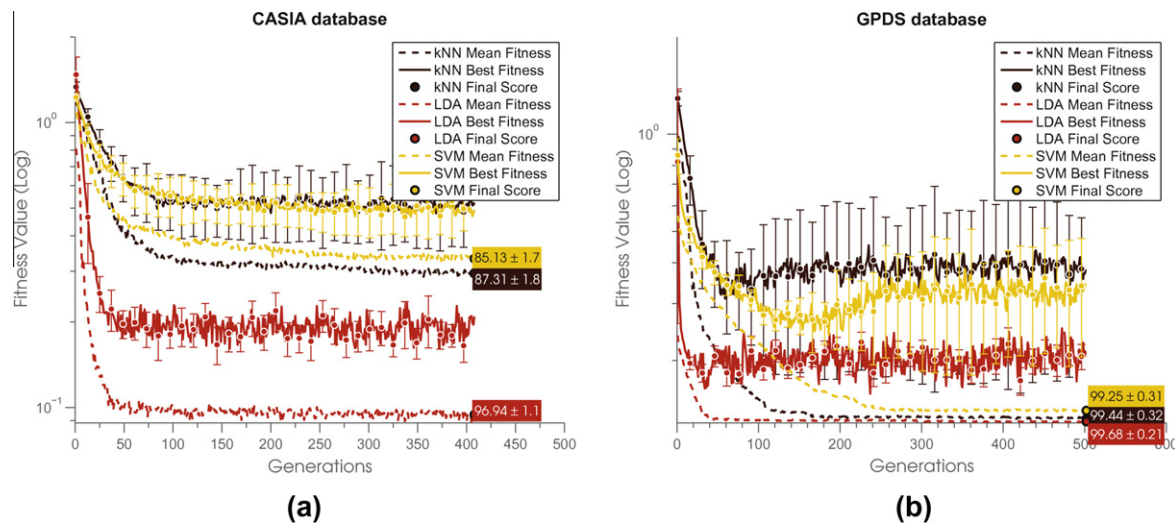 CASIA database
kNN Mean Fitness
kNN Best Fitness
kNN Final Score
LDA Mean Fitness
LDA Best Fitness
LDA Final Score
SVM Mean Fitness
SVM Best Fitness
SVM Final Score
Fitness Value (Log)
10⁰
10⁻¹
85.13 ± 1.7
87.31 ± 1.8
96.94 ± 1.1
0 50 100 150 200 250 300 350 400 450 500
Generations
(a)
GPDS database
kNN Mean Fitness
kNN Best Fitness
kNN Final Score
LDA Mean Fitness
LDA Best Fitness
LDA Final Score
SVM Mean Fitness
SVM Best Fitness
SVM Final Score
Fitness Value (Log)
10⁰
99.25 ± 0.31
99.44 ± 0.32
99.68 ± 0.21
0 100 200 300 400
Generations
(b)